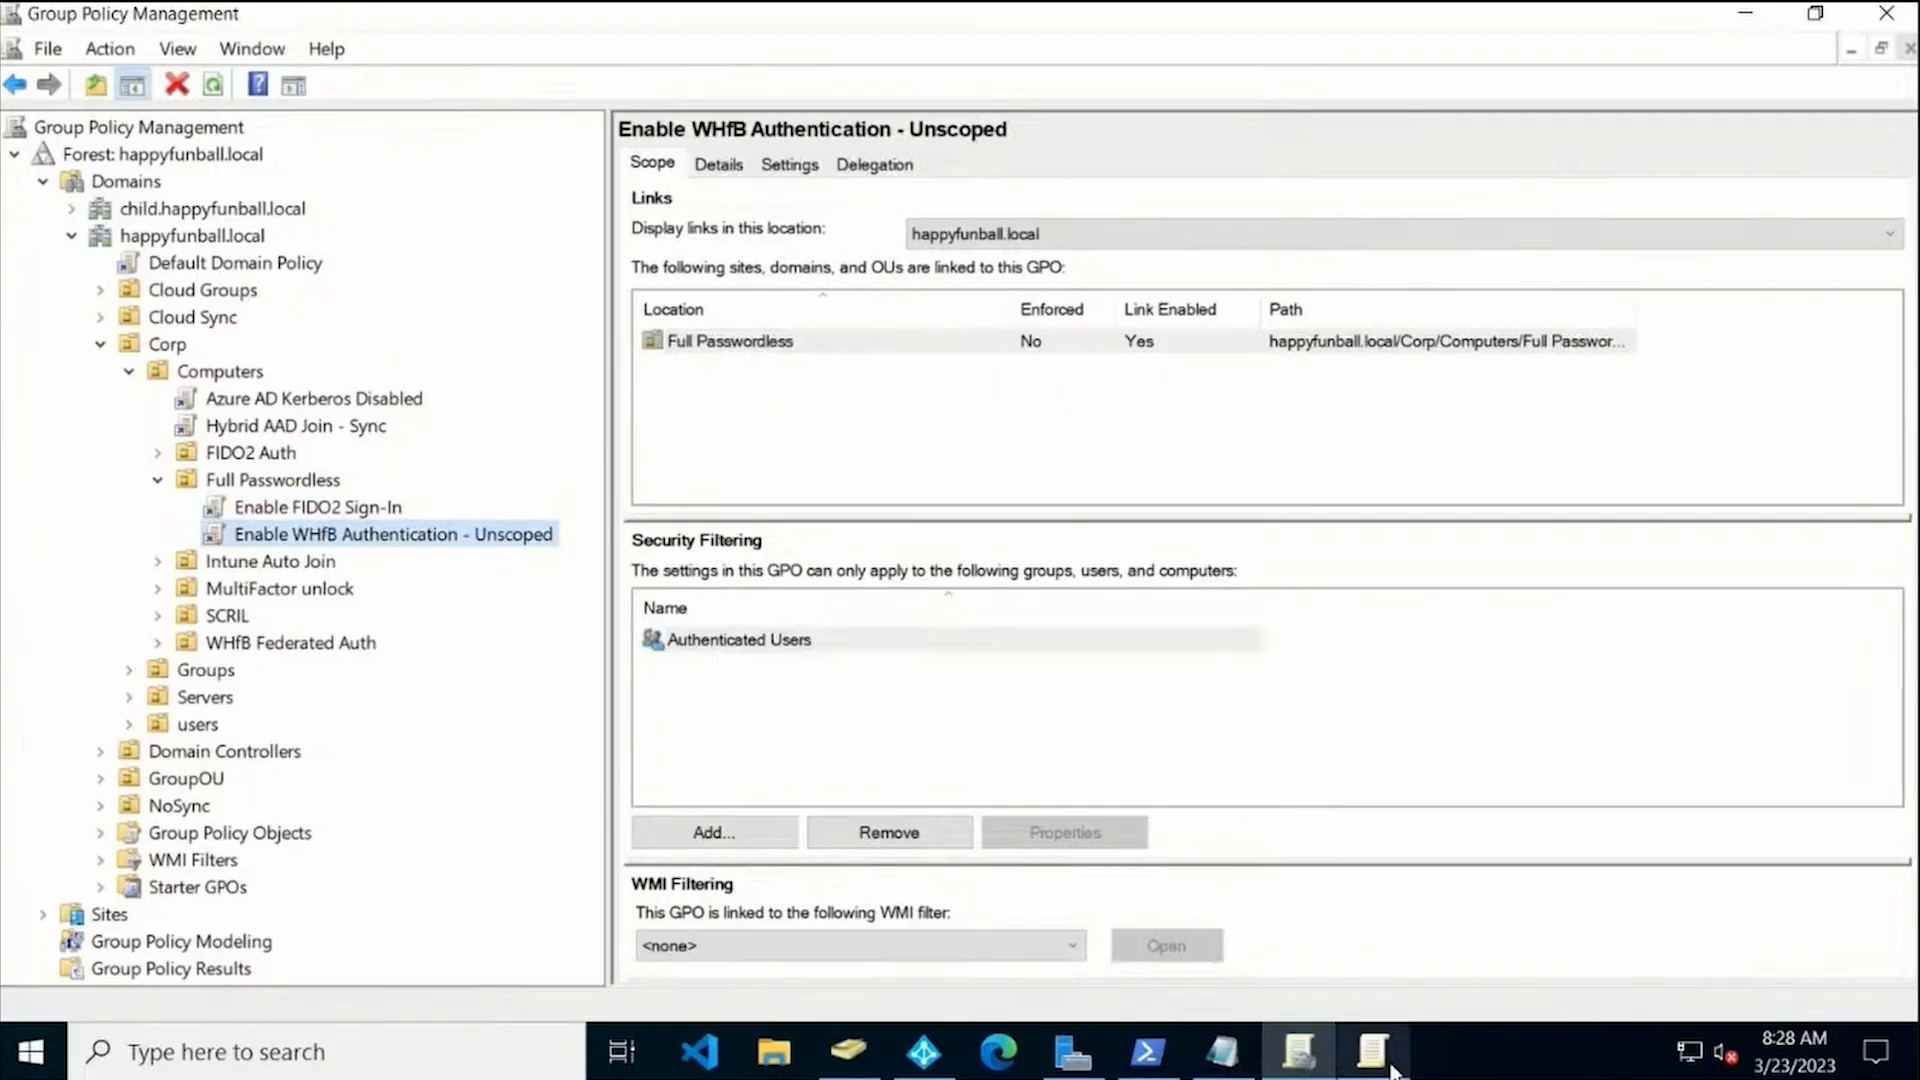 Group Policy Management
File Action View Window Help
Group Policy Management
Forest: happyfunball.local
Domains
child.happyfunball.local
happyfunball.local
Default Domain Policy
Cloud Groups
Cloud Sync
Corp
Computers
Azure AD Kerberos Disabled
Hybrid AAD Join - Sync
FIDO2 Auth
Full Passwordless
Enable FIDO2 Sign-In
Enable WHfB Authentication - Unscoped
Intune Auto Join
MultiFactor unlock
SCRIL
WHfB Federated Auth
Groups
Servers
users
Domain Controllers
GroupOU
NoSync
Group Policy Objects
WMI Filters
Starter GPOs
Sites
Group Policy Modeling
Group Policy Results
Enable WHfB Authentication - Unscoped
Scope Details Settings Delegation
Links
Display links in this location: happyfunball.local
The following sites, domains, and OUs are linked to this GPO:
Location Enforced Link Enabled Path
Full Passwordless No Yes happyfunball.local/Corp/Computers/Full Passwor...
Security Filtering
The settings in this GPO can only apply to the following groups, users, and computers:
Name
Authenticated Users
Add... Remove Properties
WMI Filtering
This GPO is linked to the following WMI filter:
<none> Open
Type here to search
8:28 AM
3/23/2023